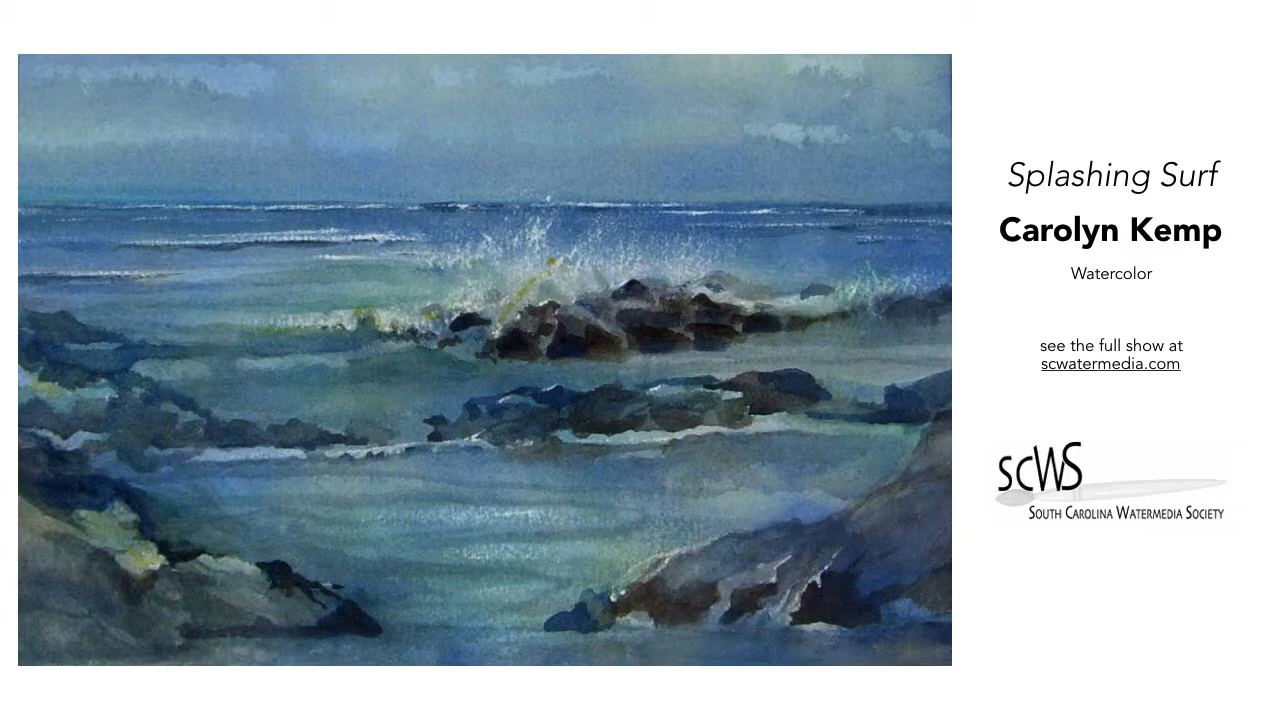 Splashing Surf
Carolyn Kemp
Watercolor
see the full show at
scwatermedia.com
SCWS
South Carolina Watermedia Society